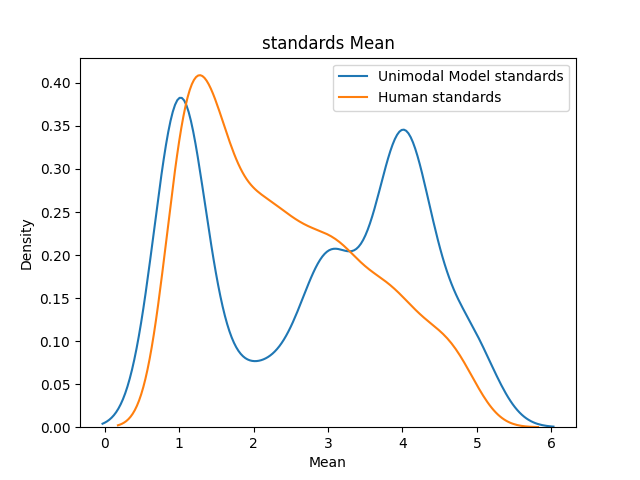 standards Mean
Unimodal Model standards
Human standards
0.40
0.35
0.30
0.25
0.20
0.15
0.10
0.05
0.00
Density
0 1 2 3 4 5 6
Mean